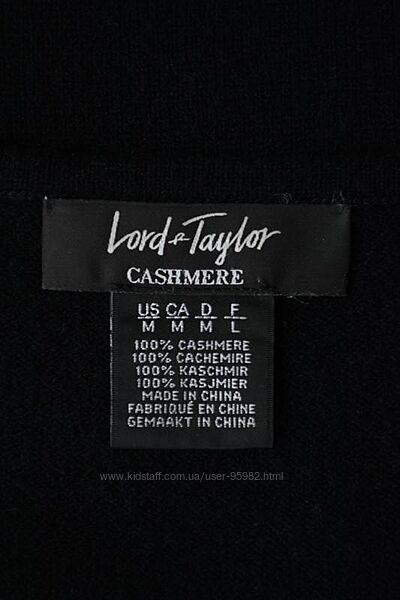 Lord & Taylor
CASHMERE
US CA D F
M M M L
100% CASHMERE
100% CACHEMIRE
100% KASCHMIR
100% KASJMIER
MADE IN CHINA
FABRIQUÉ EN CHINE
GEMAAKT IN CHINA
www.kidstaff.com.ua/user-95982.html